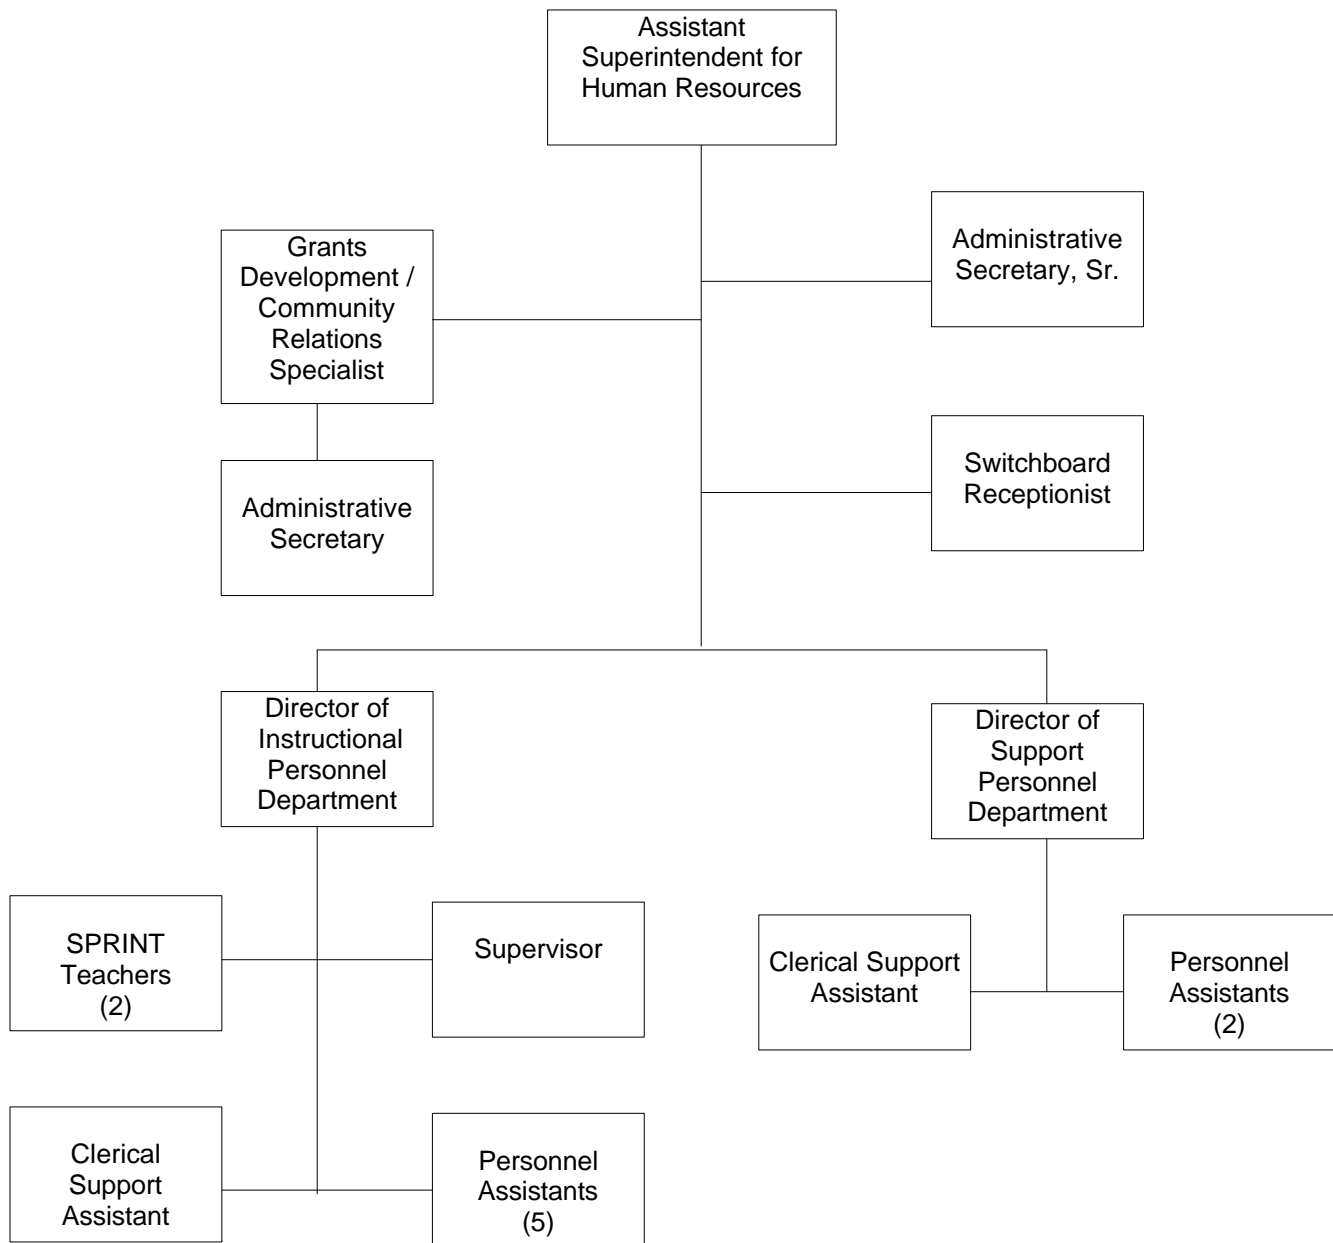 Assistant
Superintendent for
Human Resources
Administrative
Secretary, Sr.
Grants
Development /
Community
Relations
Specialist
Switchboard
Receptionist
Administrative
Secretary
Director of
Instructional
Personnel
Department
Director of
Support
Personnel
Department
SPRINT
Teachers
(2)
Supervisor
Clerical Support
Assistant
Personnel
Assistants
(2)
Clerical
Support
Assistant
Personnel
Assistants
(5)